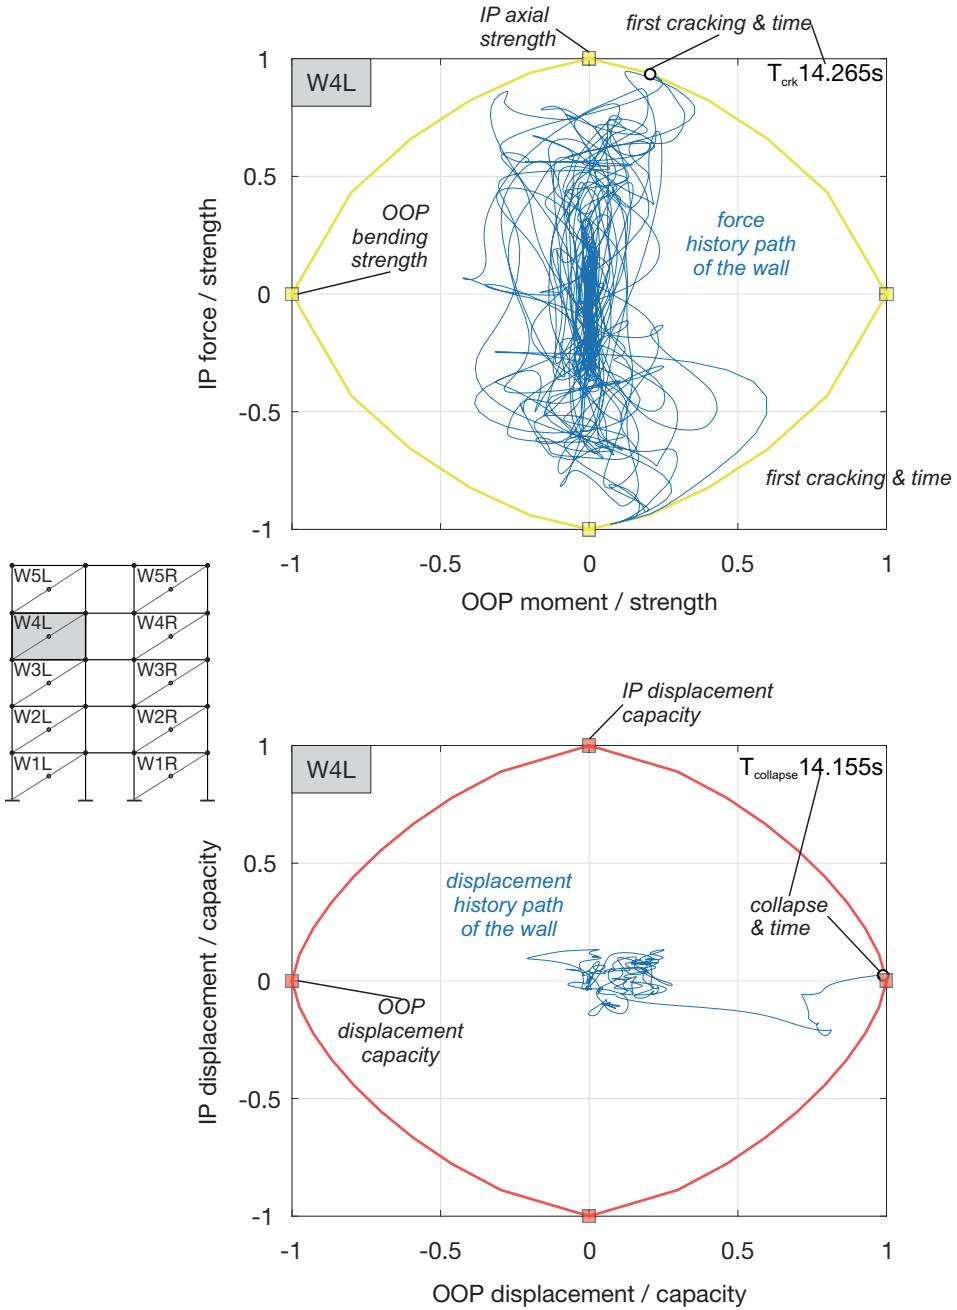 IP axial
strength
first cracking & time
W4L
T_crk 14.265s
1
0.5
0
-0.5
-1
IP force / strength
OOP
bending
strength
force
history path
of the wall
first cracking & time
-1
-0.5
0
0.5
1
OOP moment / strength
W5L
W5R
W4L
W4R
W3L
W3R
W2L
W2R
W1L
W1R
IP displacement
capacity
W4L
T_collapse 14.155s
1
0.5
0
-0.5
-1
IP displacement / capacity
displacement
history path
of the wall
collapse
& time
OOP
displacement
capacity
-1
-0.5
0
0.5
1
OOP displacement / capacity